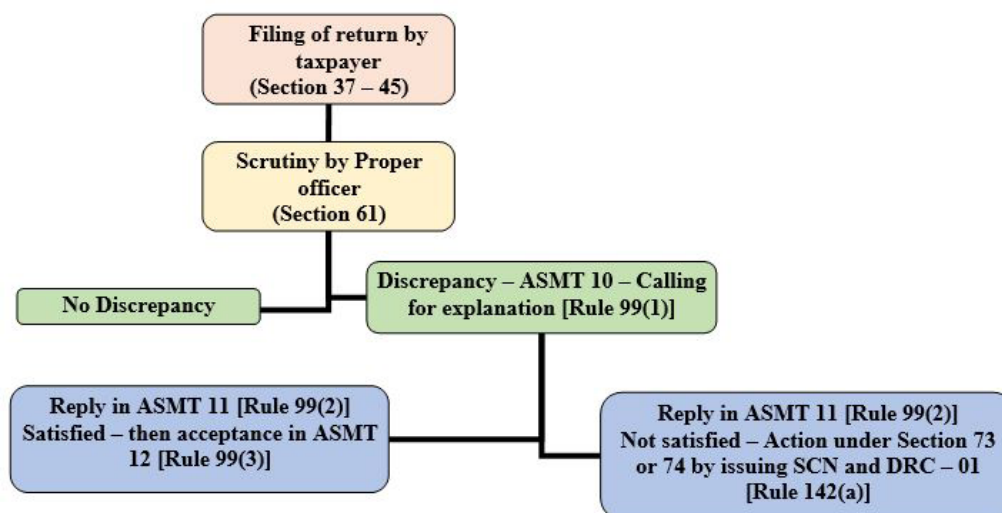 Filing of return by
taxpayer
(Section 37 – 45)
Scrutiny by Proper
officer
(Section 61)
No Discrepancy
Discrepancy – ASMT 10 – Calling
for explanation [Rule 99(1)]
Reply in ASMT 11 [Rule 99(2)]
Satisfied – then acceptance in ASMT
12 [Rule 99(3)]
Reply in ASMT 11 [Rule 99(2)]
Not satisfied – Action under Section 73
or 74 by issuing SCN and DRC – 01
[Rule 142(a)]